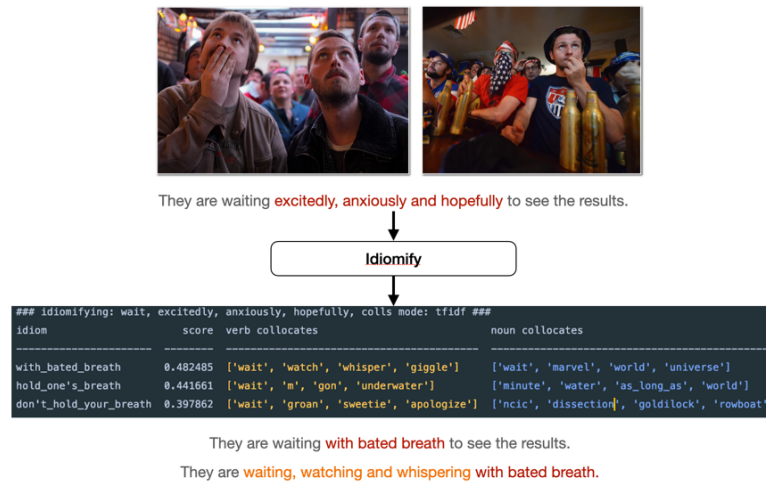 They are waiting excitedly, anxiously and hopefully to see the results.
Idiomify
### idiomifying: wait, excitedly, anxiously, hopefully, colls mode: tfidf ###
idiom score verb collocates noun collocates
with_bated_breath 0.482485 ['wait', 'watch', 'whisper', 'giggle'] ['wait', 'marvel', 'world', 'universe']
hold_one's_breath 0.441661 ['wait', 'm', 'gon', 'underwater'] ['minute', 'water', 'as_long_as', 'world']
don't_hold_your_breath 0.397862 ['wait', 'groan', 'sweetie', 'apologize'] ['ncic', 'dissection', 'goldilock', 'rowboat'
They are waiting with bated breath to see the results.
They are waiting, watching and whispering with bated breath.